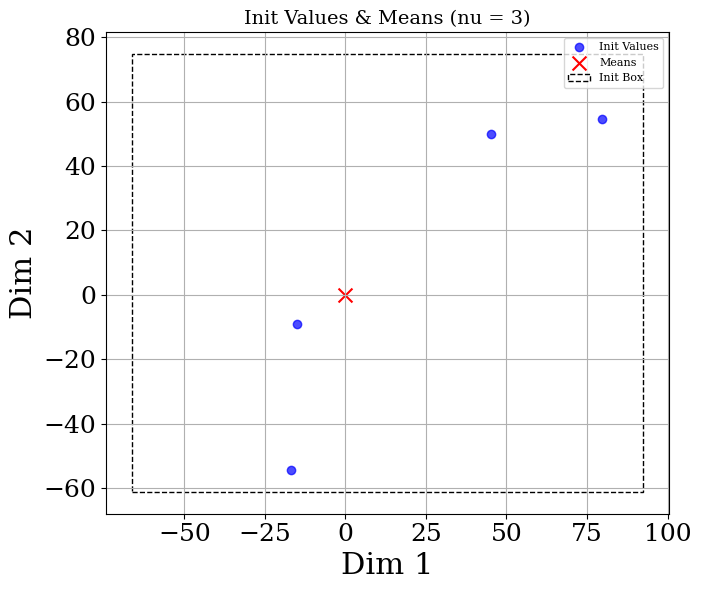 Init Values & Means (nu = 3)
Init Values
Means
Init Box
80
60
40
20
0
−20
−40
−60
Dim 2
−50
−25
0
25
50
75
100
Dim 1